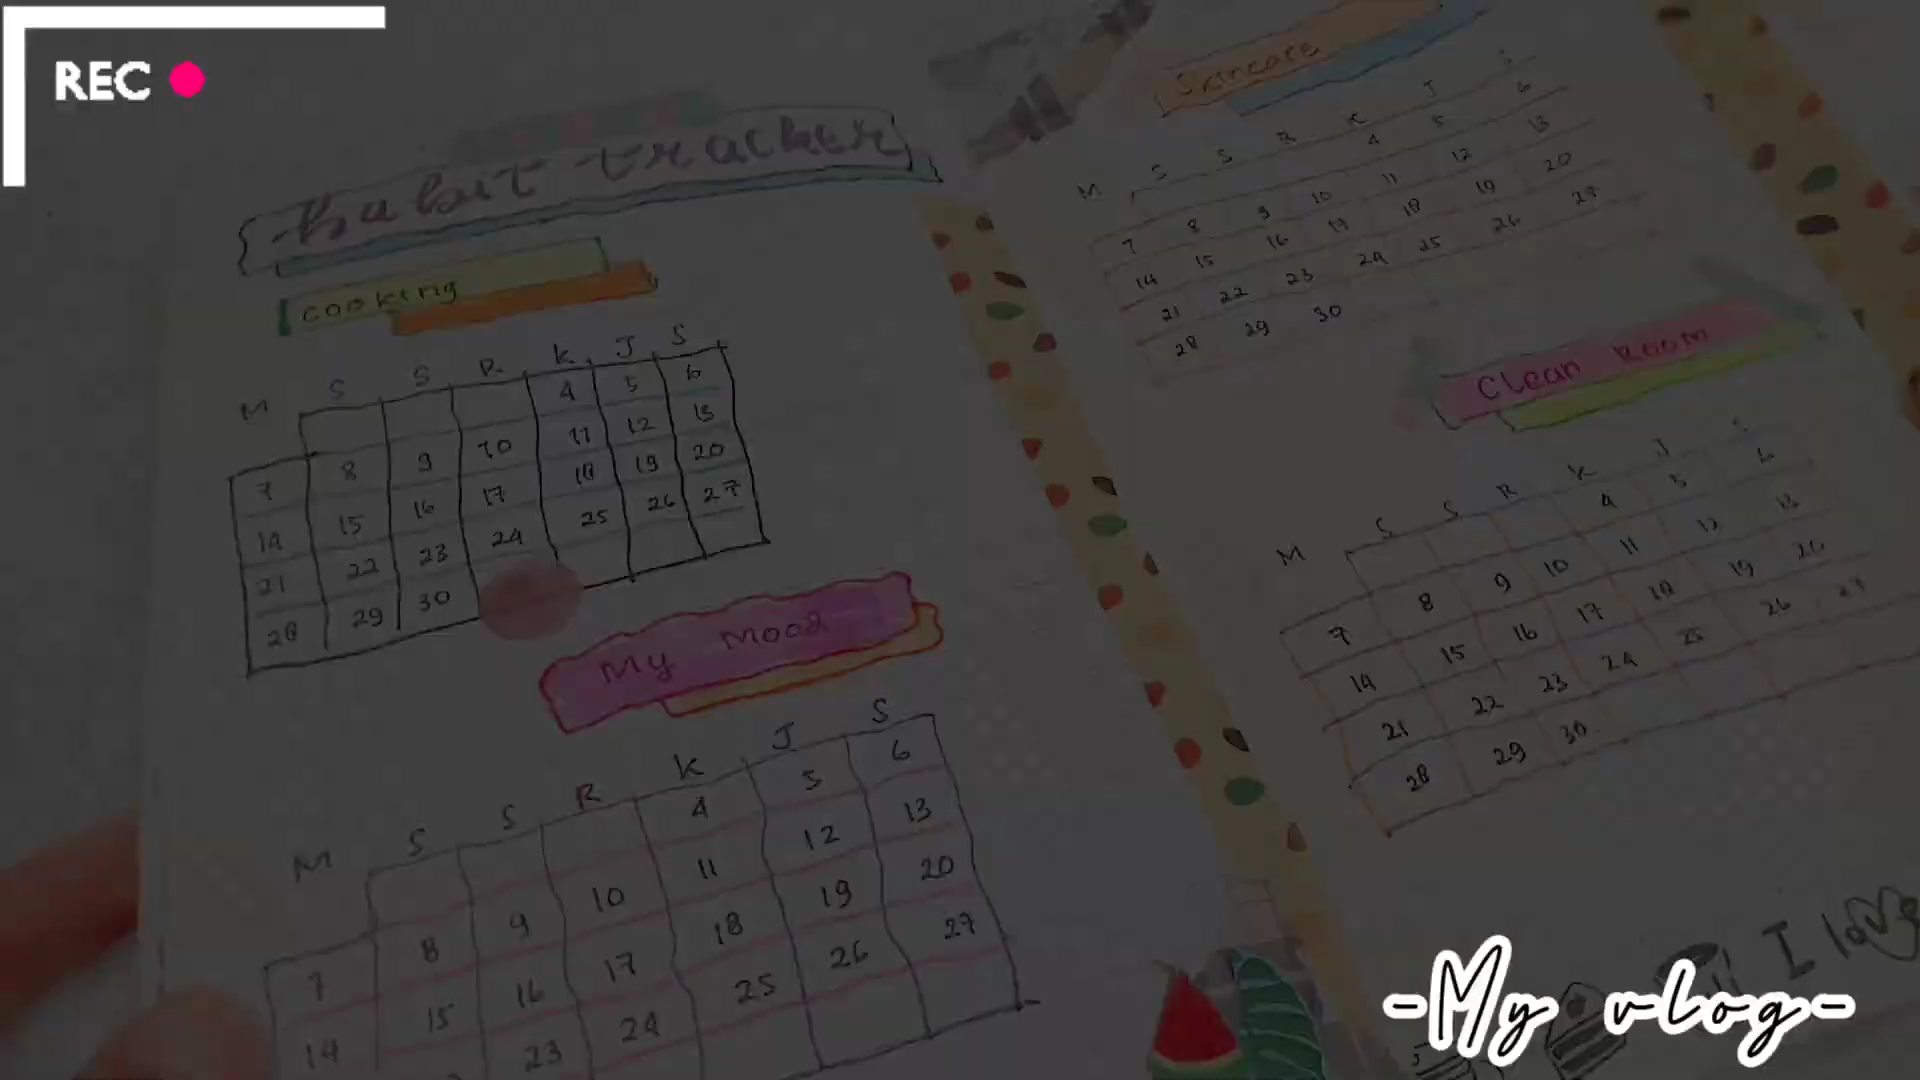 REC
habit tracker
cooking
M S S R K J S
4 5 6
7 8 9 10 11 12 13
14 15 16 17 18 19 20
21 22 23 24 25 26 27
28 29 30
My Mood
M S S R K J S
4 5 6
7 8 9 10 11 12 13
14 15 16 17 18 19 20
23 24 25 26 27
Skincare
M S S R K J S
4 5 6
7 8 9 10 11 12 13
14 15 16 17 18 19 20
21 22 23 24 25 26 27
28 29 30
Clean Room
M S S R K J S
4 5 6
7 8 9 10 11 12 13
14 15 16 17 18 19 20
21 22 23 24 25 26 27
28 29 30
I love
-My vlog-